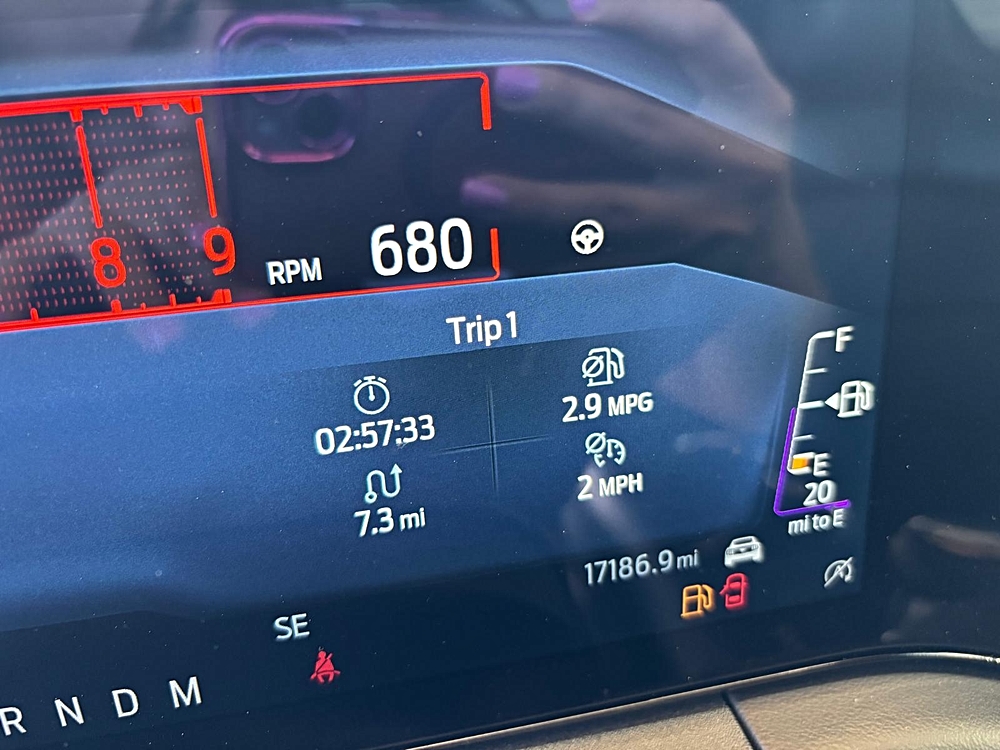 8 9
RPM 680
Trip 1
02:57:33
2.9 MPG
7.3 mi
2 MPH
F
E
20
mi to E
17186.9 mi
SE
R N D M